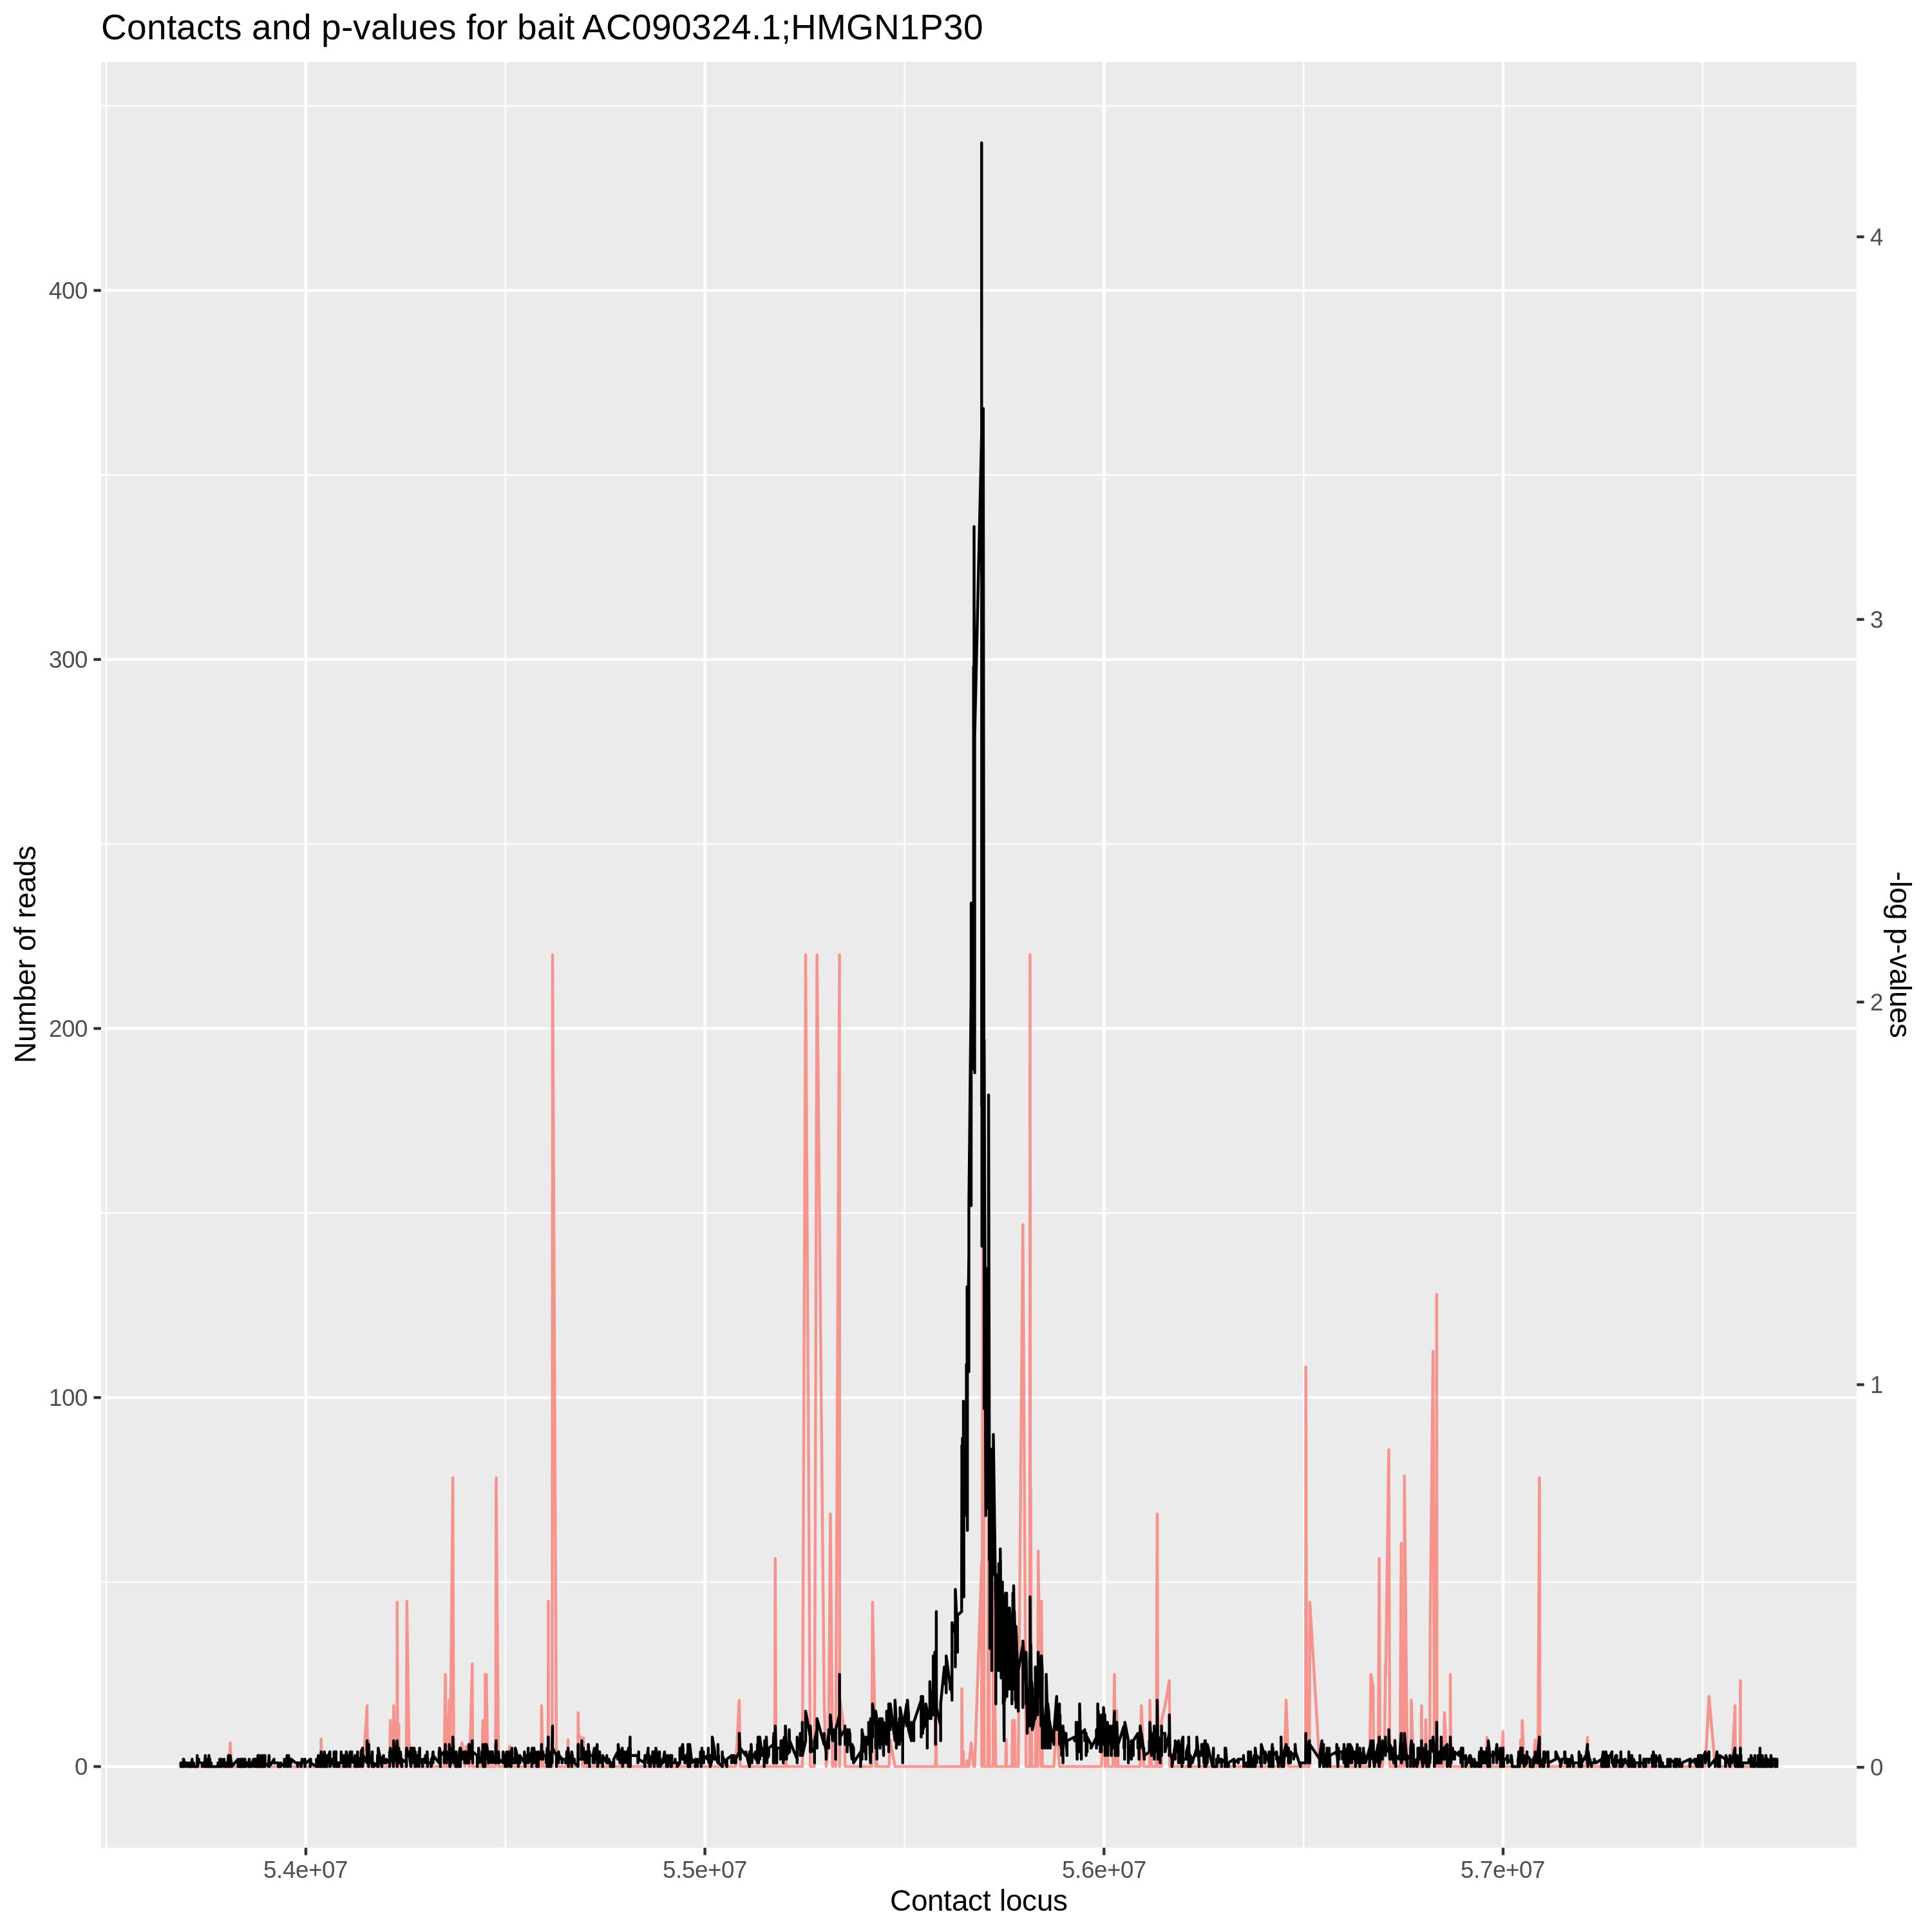 Contacts and p-values for bait AC090324.1;HMGN1P30
Number of reads
400
300
200
100
0
4
3
2
1
0
-log p-values
5.4e+07
5.5e+07
5.6e+07
5.7e+07
Contact locus